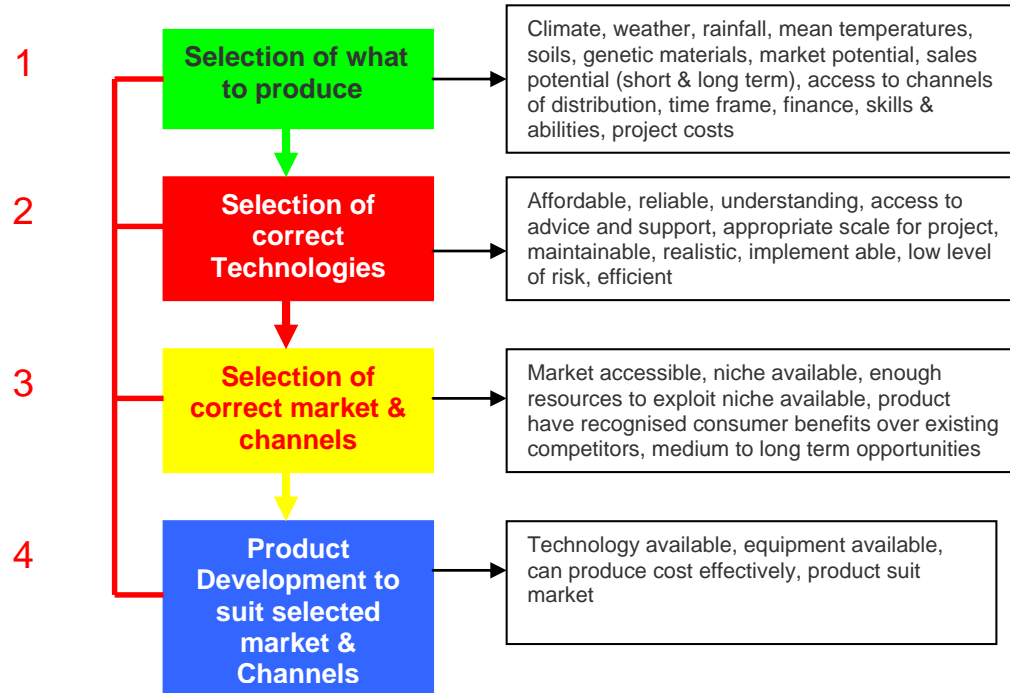 1
Selection of what
to produce
Climate, weather, rainfall, mean temperatures,
soils, genetic materials, market potential, sales
potential (short & long term), access to channels
of distribution, time frame, finance, skills &
abilities, project costs
2
Selection of
correct
Technologies
Affordable, reliable, understanding, access to
advice and support, appropriate scale for project,
maintainable, realistic, implement able, low level
of risk, efficient
3
Selection of
correct market &
channels
Market accessible, niche available, enough
resources to exploit niche available, product
have recognised consumer benefits over existing
competitors, medium to long term opportunities
4
Product
Development to
suit selected
market &
Channels
Technology available, equipment available,
can produce cost effectively, product suit
market